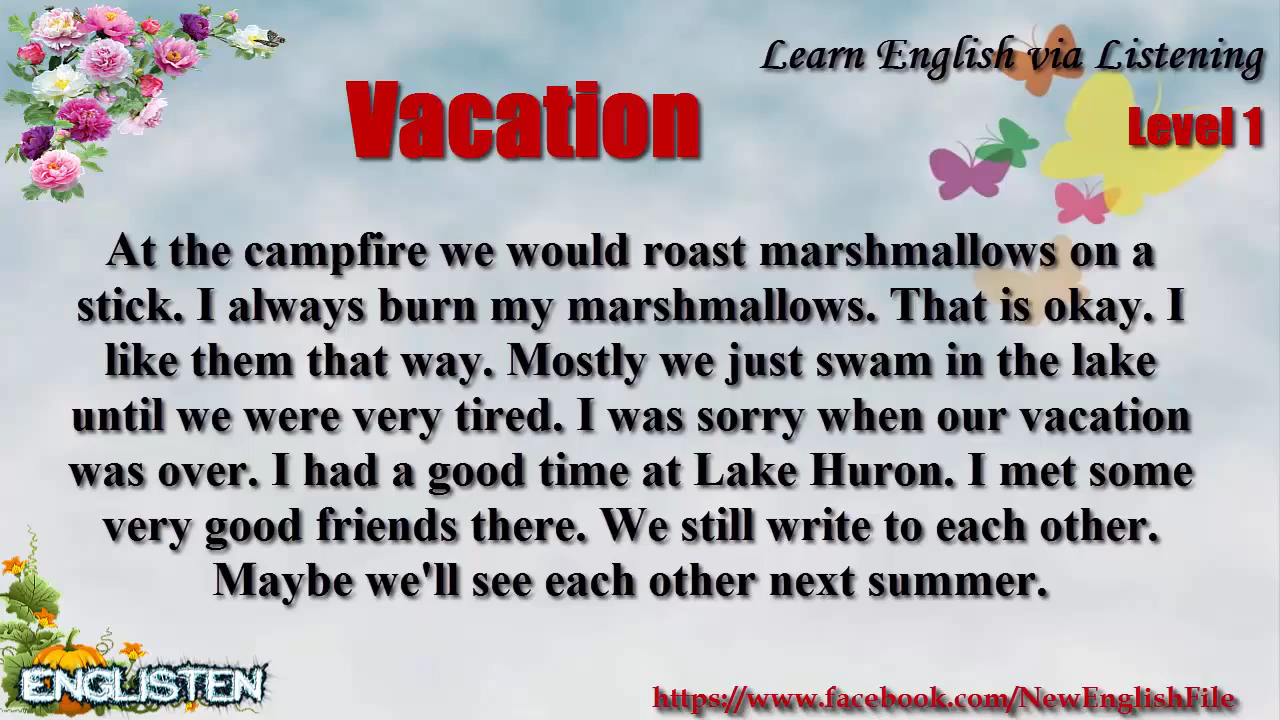 Learn English via Listening
Vacation
Level 1
At the campfire we would roast marshmallows on a
stick. I always burn my marshmallows. That is okay. I
like them that way. Mostly we just swam in the lake
until we were very tired. I was sorry when our vacation
was over. I had a good time at Lake Huron. I met some
very good friends there. We still write to each other.
Maybe we'll see each other next summer.
ENGLISTEN
https://www.facebook.com/NewEnglishFile